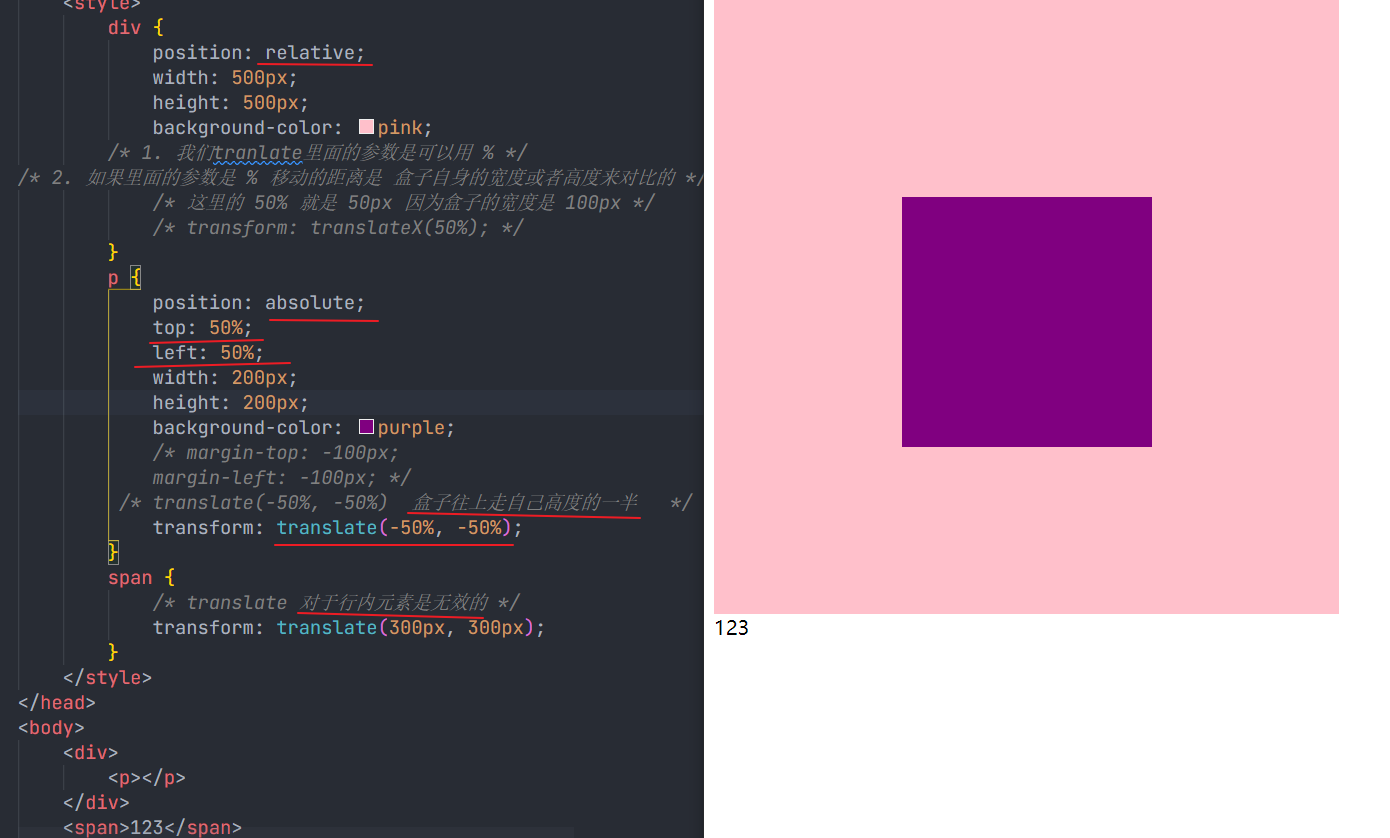 <style>
div {
position: relative;
width: 500px;
height: 500px;
background-color: pink;
/* 1. 我们tranlate里面的参数是可以用 % */
/* 2. 如果里面的参数是 % 移动的距离是 盒子自身的宽度或者高度来对比的 */
/* 这里的 50% 就是 50px 因为盒子的宽度是 100px */
/* transform: translateX(50%); */
}
p {
position: absolute;
top: 50%;
left: 50%;
width: 200px;
height: 200px;
background-color: purple;
/* margin-top: -100px;
margin-left: -100px; */
/* translate(-50%, -50%) 盒子往上走自己高度的一半 */
transform: translate(-50%, -50%);
}
span {
/* translate 对于行内元素是无效的 */
transform: translate(300px, 300px);
}
</style>
</head>
<body>
<div>
<p></p>
</div>
<span>123</span>
123